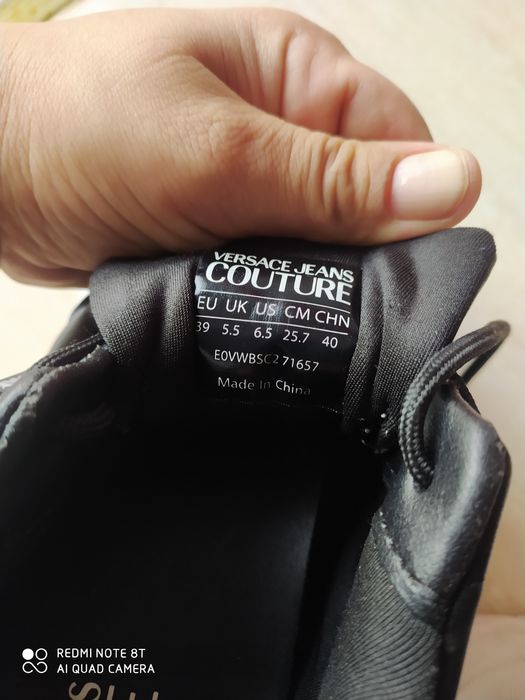 VERSACE JEANS
COUTURE
EU UK US CM CHN
39 5.5 6.5 25.7 40
E0VWBSC2 71657
Made In China
REDMI NOTE 8T
AI QUAD CAMERA